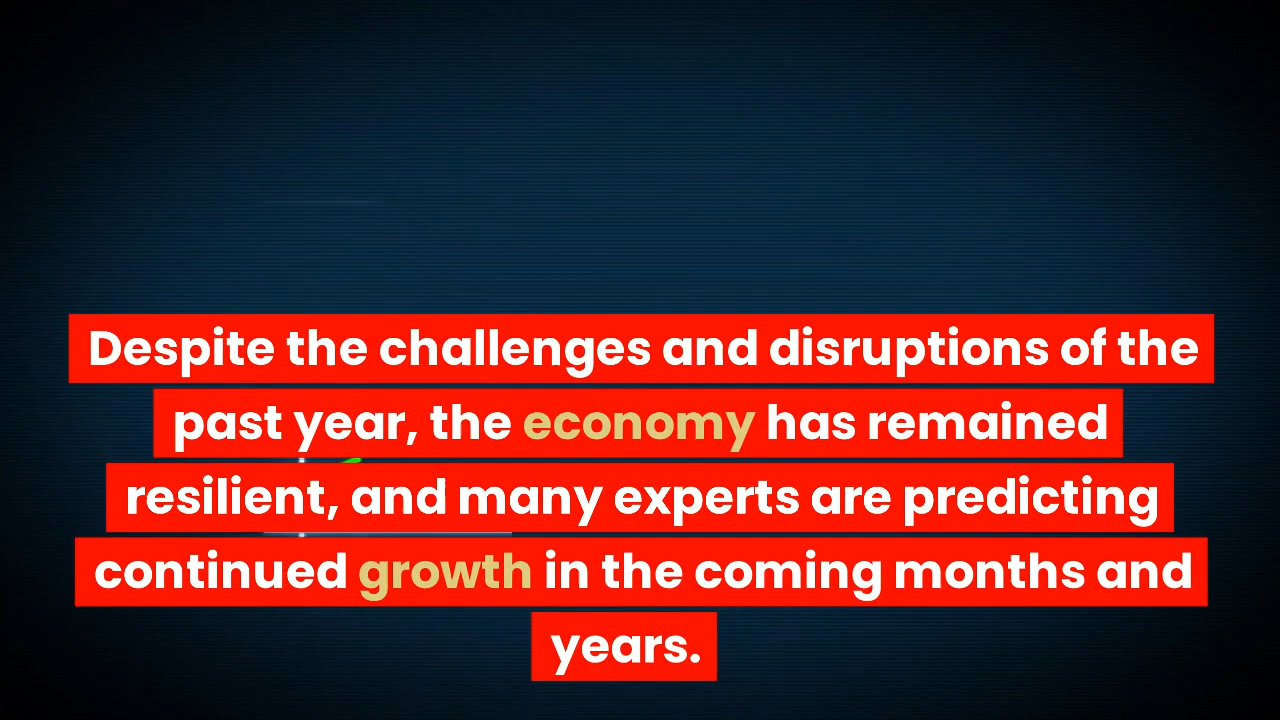 Despite the challenges and disruptions of the
past year, the economy has remained
resilient, and many experts are predicting
continued growth in the coming months and
years.